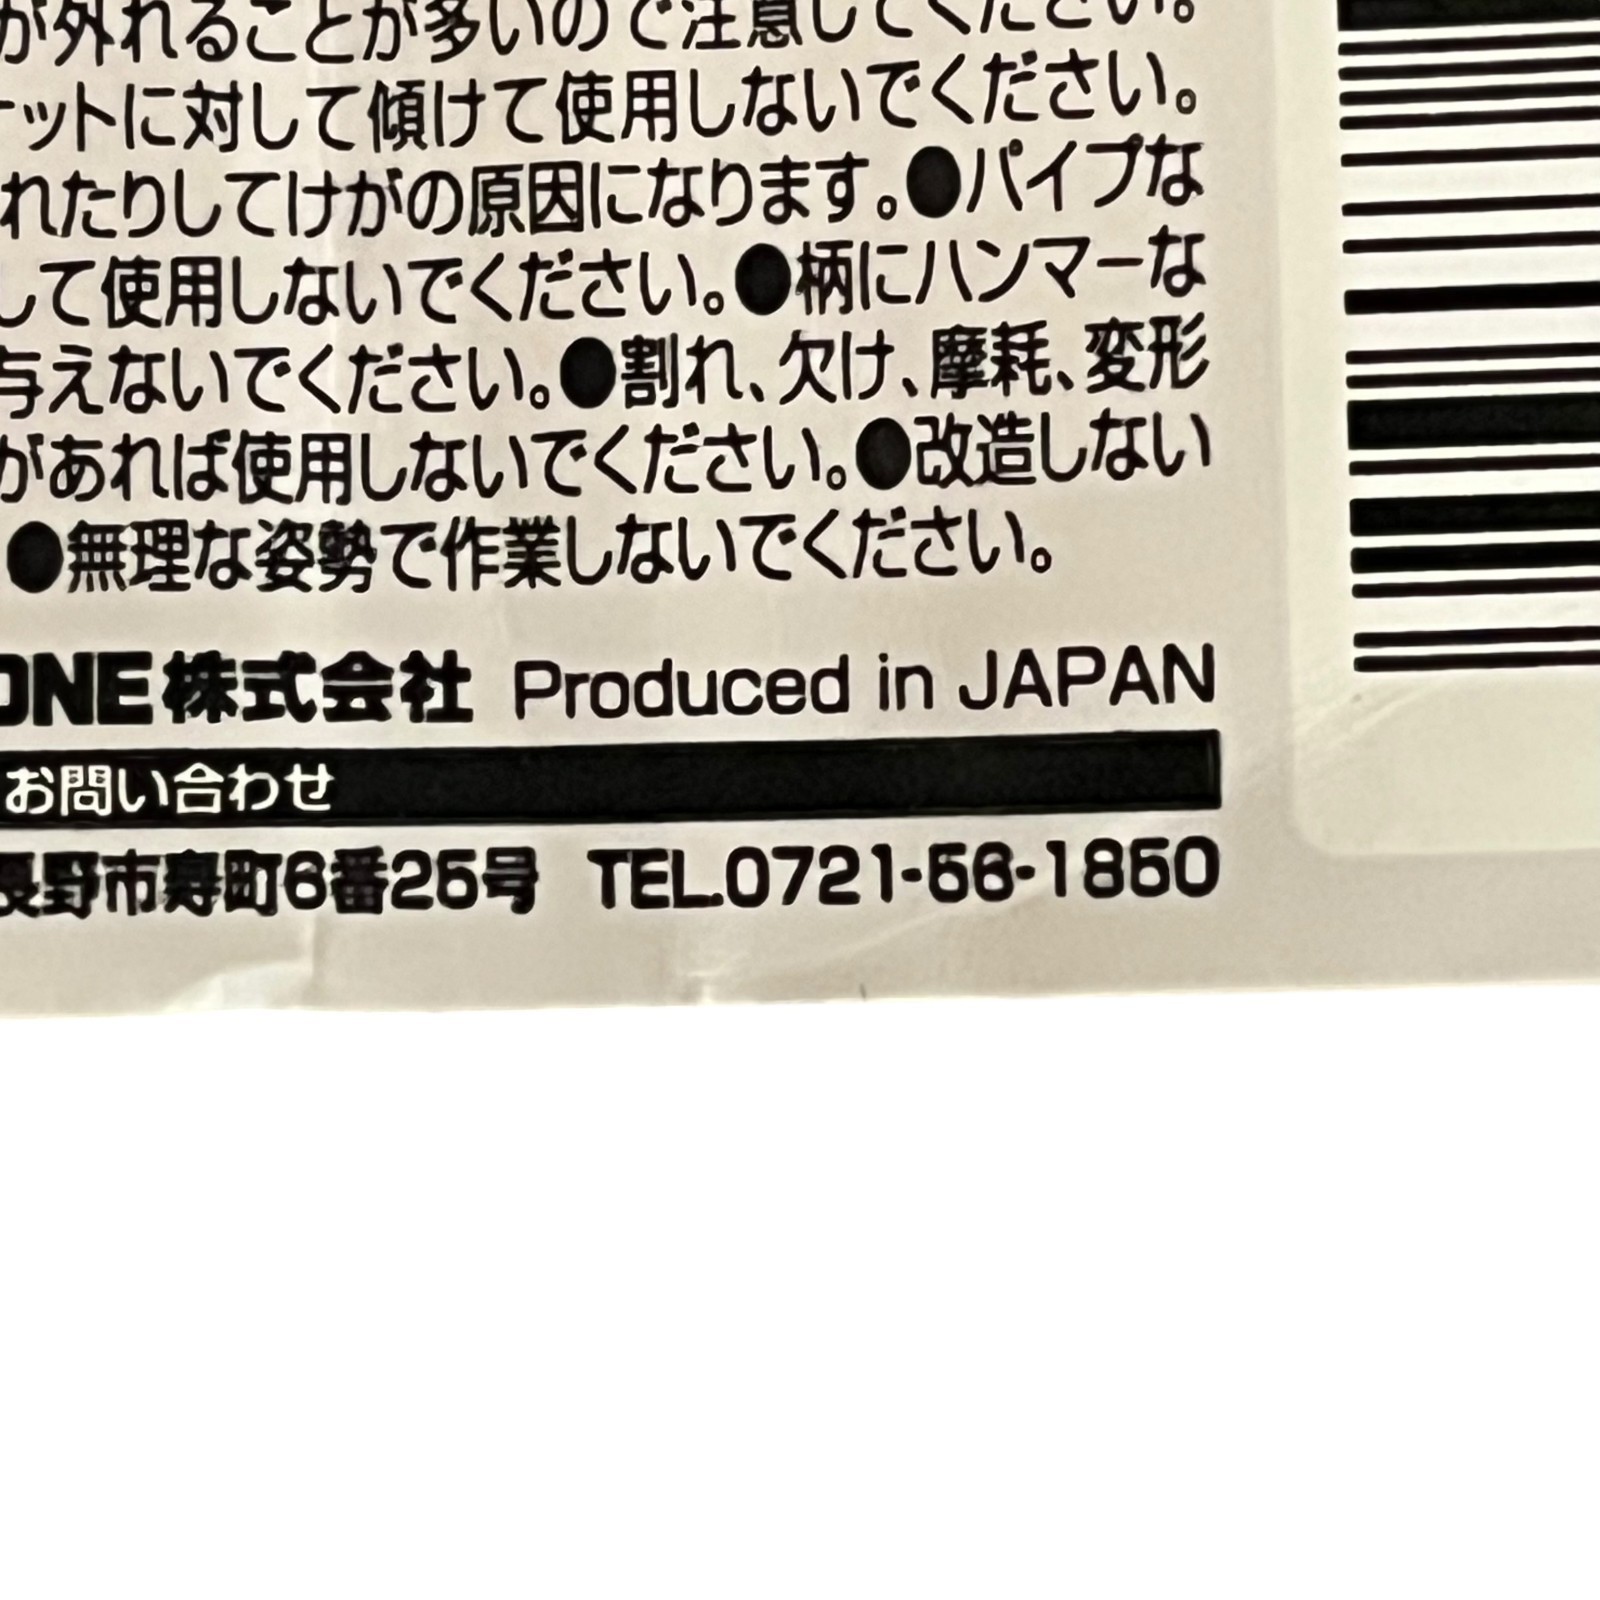 が外れることが多いので注意してください。
ケットに対して傾けて使用しないでください。
れたりしてけがの原因になります。●パイプな
して使用しないでください。●柄にハンマーな
与えないでください。●割れ、欠け、摩耗、変形
があれば使用しないでください。●改造しない
●無理な姿勢で作業しないでください。
ONE株式会社 Produced in JAPAN
お問い合わせ
長野市寿町6番25号 TEL.0721-56-1850